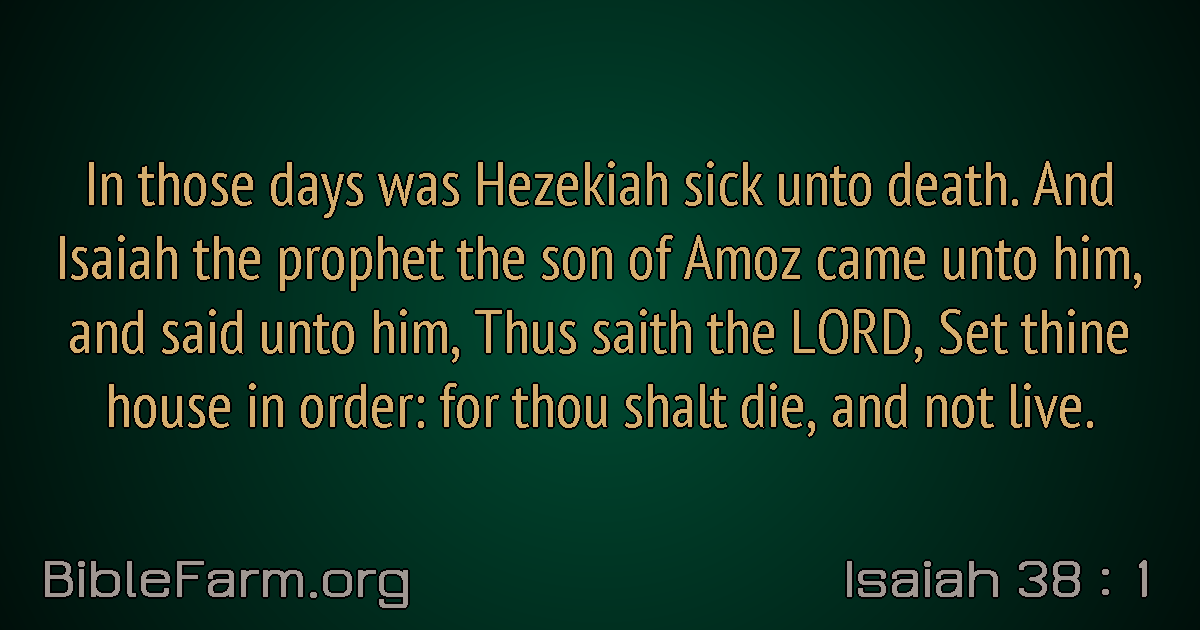 In those days was Hezekiah sick unto death. And
Isaiah the prophet the son of Amoz came unto him,
and said unto him, Thus saith the LORD, Set thine
house in order: for thou shalt die, and not live.
BibleFarm.org
Isaiah 38 : 1